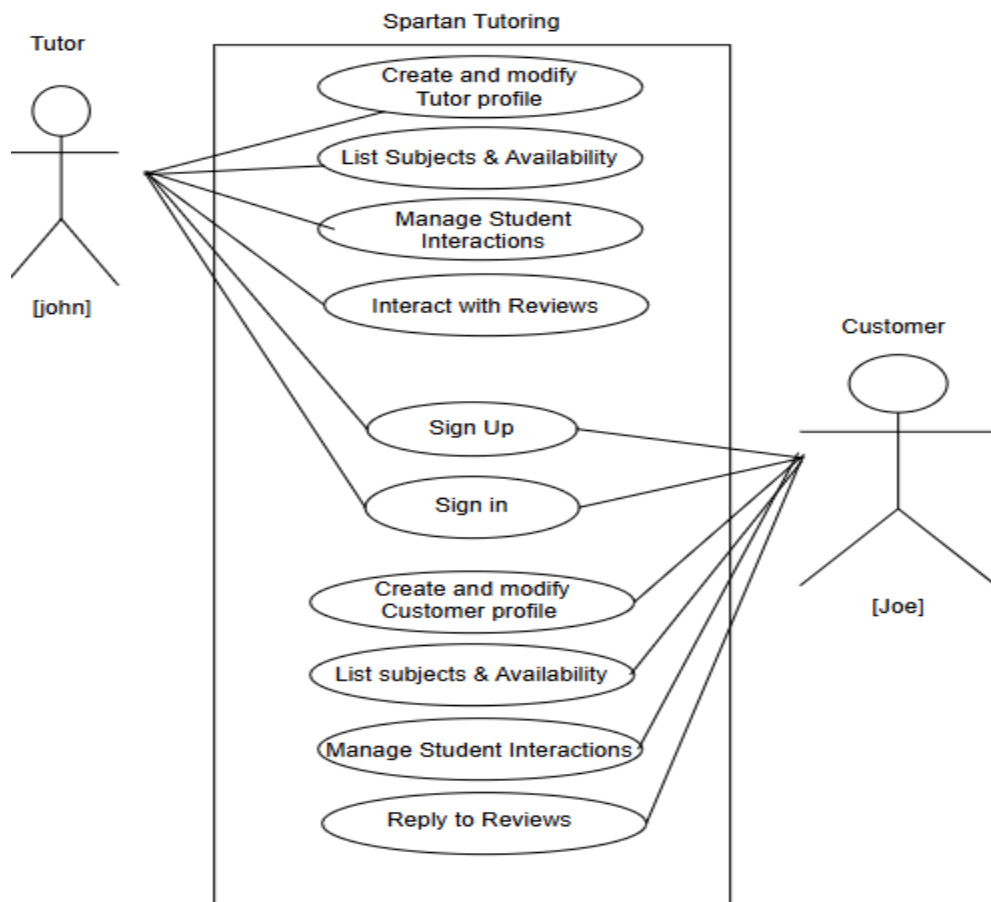 Spartan Tutoring
Tutor
Create and modify
Tutor profile
List Subjects & Availability
Manage Student
Interactions
Interact with Reviews
[john]
Customer
Sign Up
Sign in
Create and modify
Customer profile
[Joe]
List subjects & Availability
Manage Student Interactions
Reply to Reviews